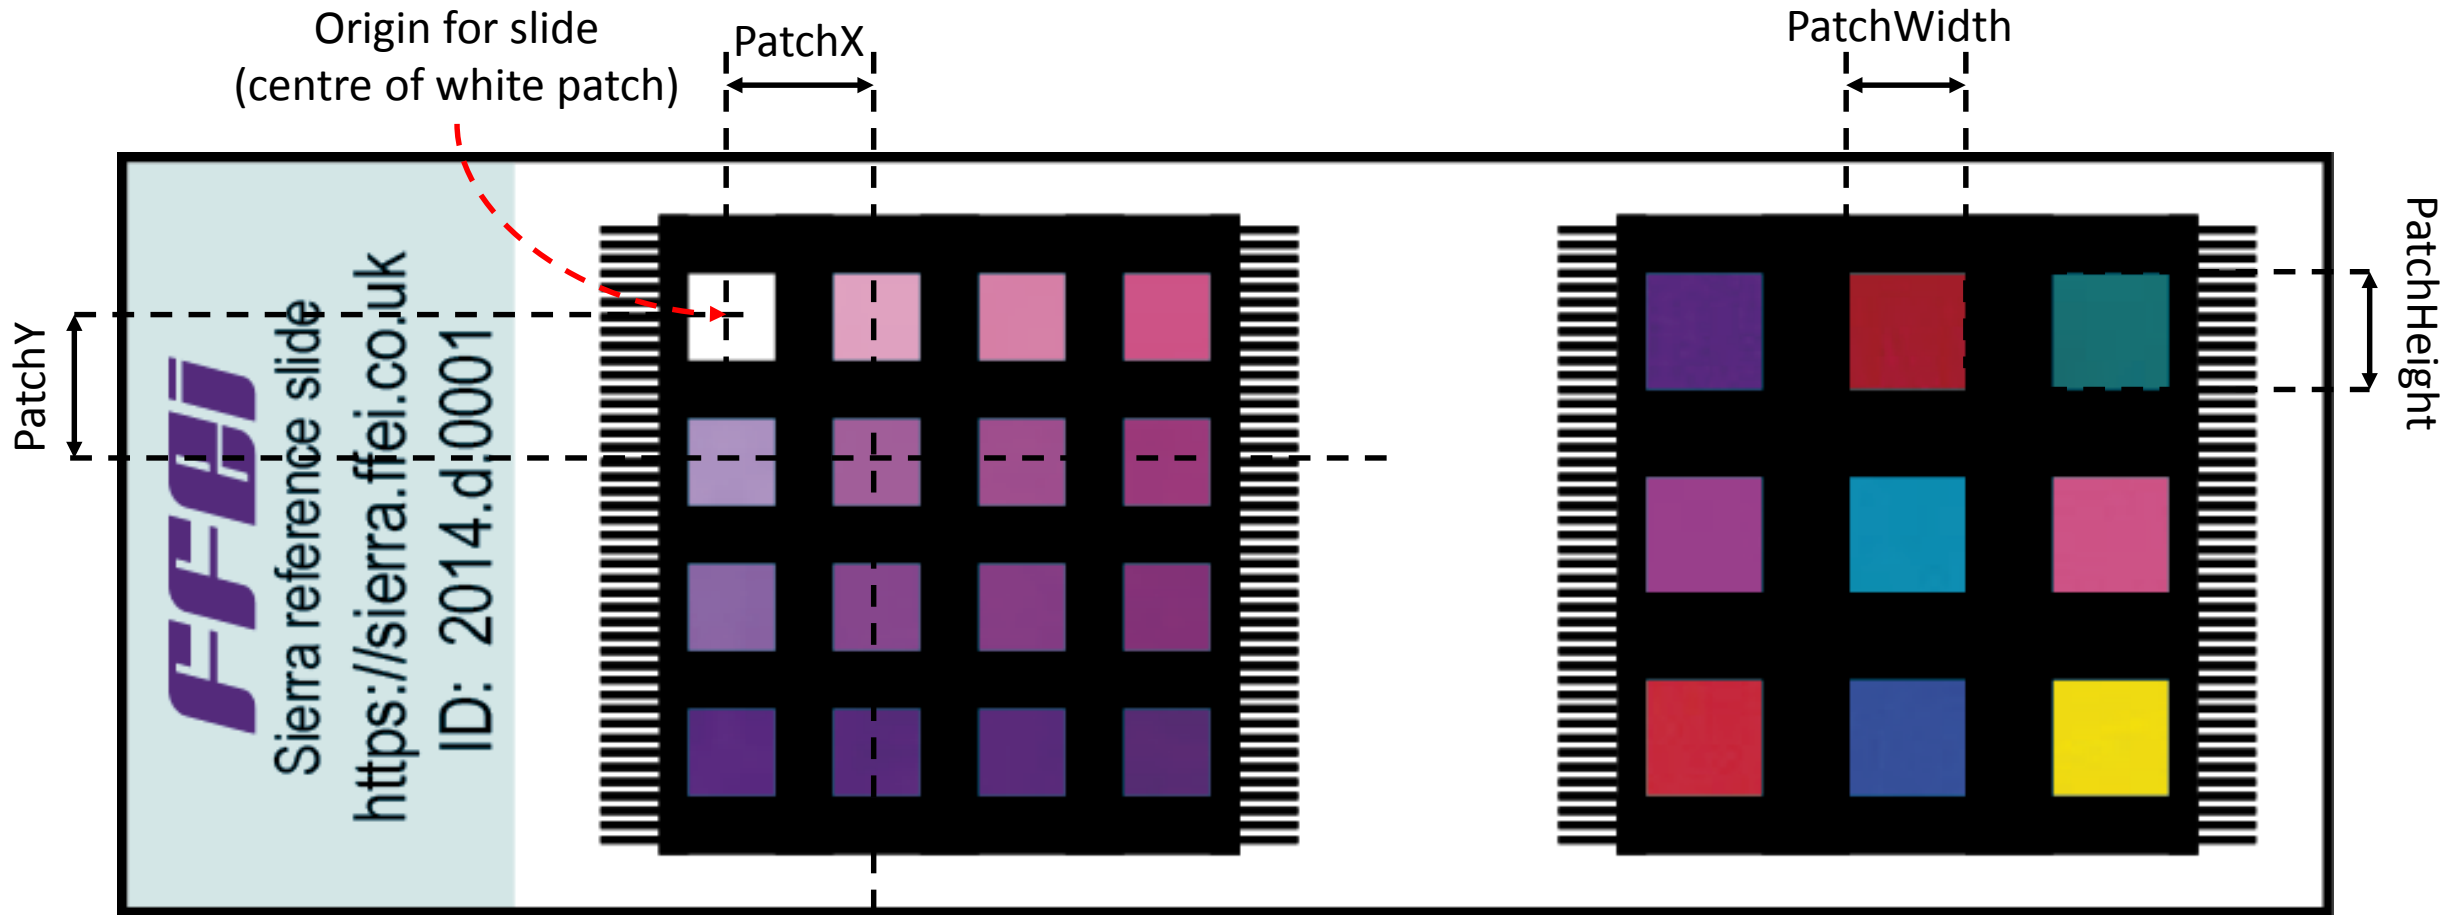 Origin for slide
(centre of white patch)
PatchX
PatchWidth
PatchY
PatchHeight
FFEI
Sierra reference slide
https://sierra.ffei.co.uk
ID: 2014.d.0001